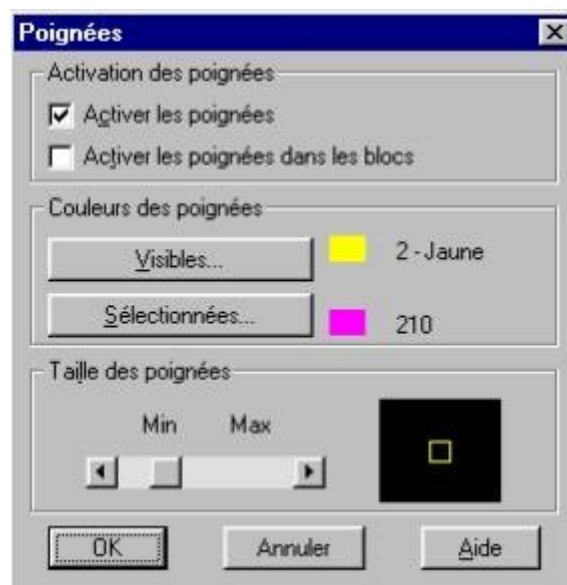 Poignées
Activation des poignées
Activer les poignées
Activer les poignées dans les blocs
Couleurs des poignées
Visibles...
2 - Jaune
Sélectionnées...
210
Taille des poignées
Min Max
OK Annuler Aide